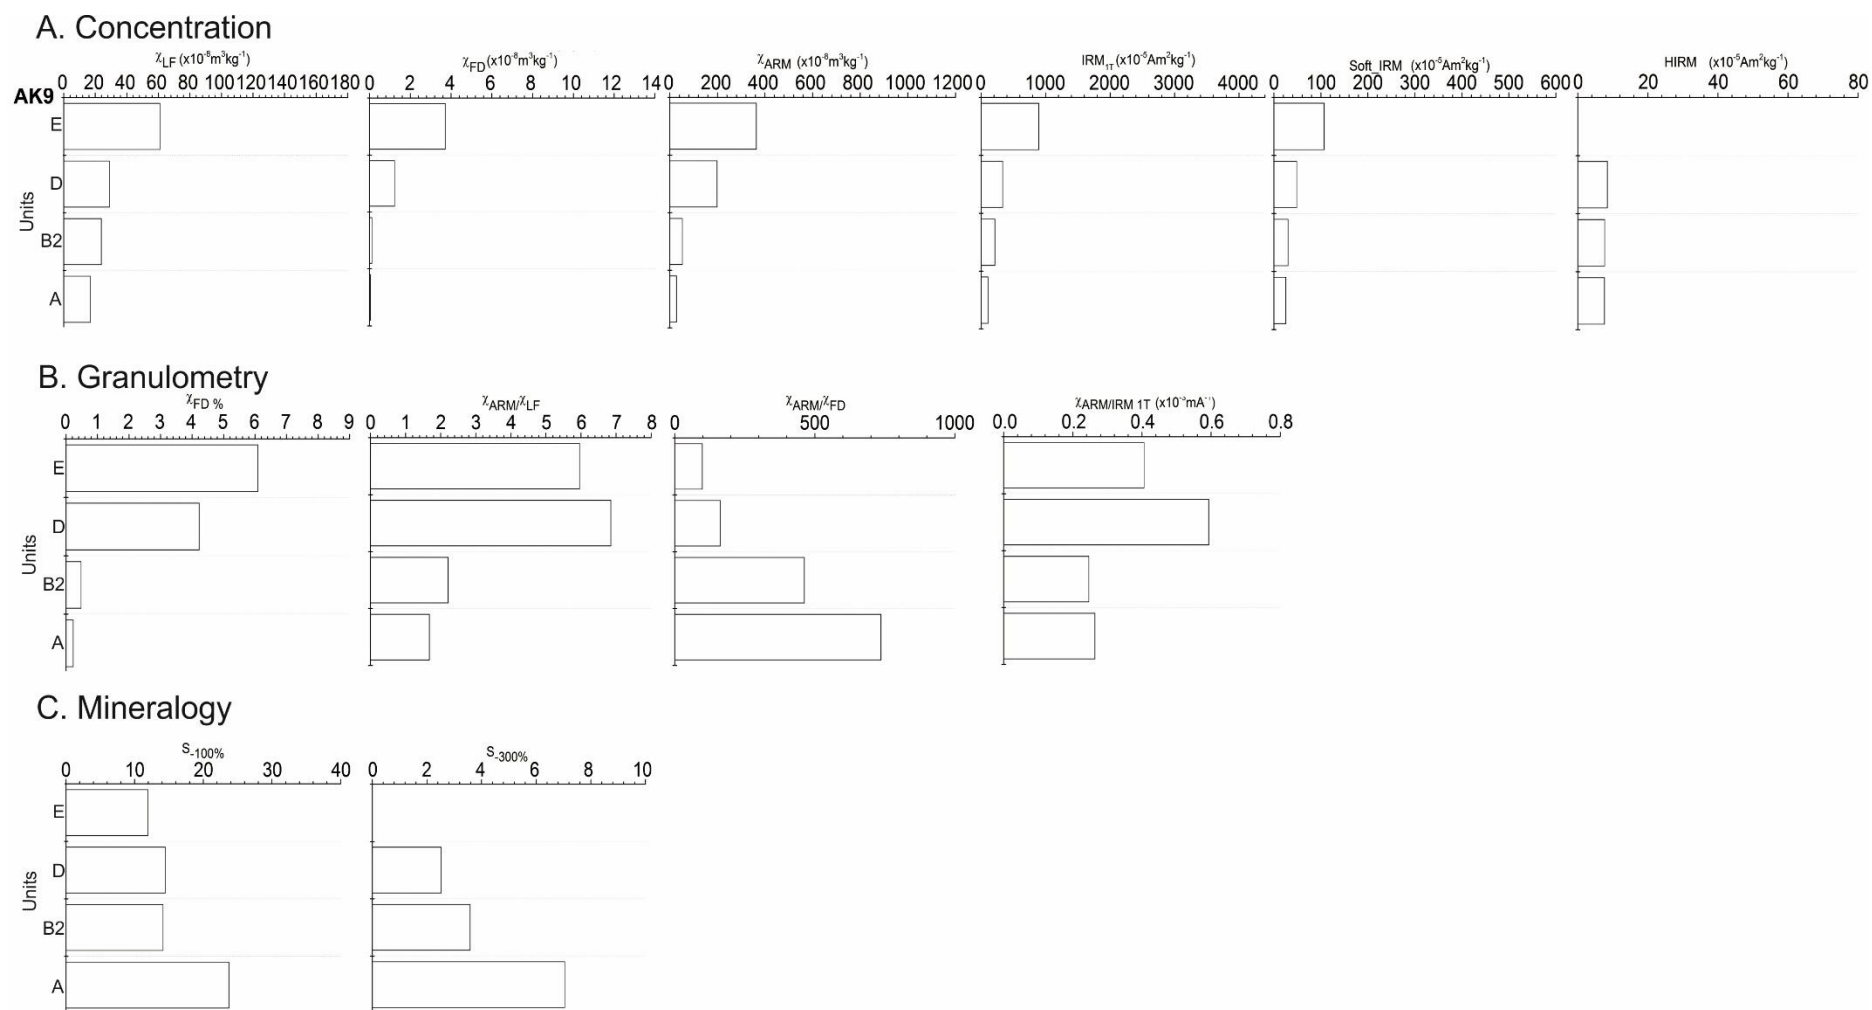 A. Concentration
χLF (x10⁻⁸m³kg⁻¹) χFD (x10⁻⁸m³kg⁻¹) χARM (x10⁻⁸m³kg⁻¹) IRM1T (x10⁻⁵Am²kg⁻¹) Soft_IRM (x10⁻⁵Am²kg⁻¹) HIRM (x10⁻⁵Am²kg⁻¹)
0 20 40 60 80 100 120 140 160 180 0 2 4 6 8 10 12 14 0 200 400 600 800 1000 1200 0 1000 2000 3000 4000 0 100 200 300 400 500 600 0 20 40 60 80
AK9
E
D
Units
B2
A
B. Granulometry
χFD % χARM/χLF χARM/χFD χARM/IRM 1T (x10⁻³mA⁻¹)
0 1 2 3 4 5 6 7 8 9 0 1 2 3 4 5 6 7 8 0 500 1000 0.0 0.2 0.4 0.6 0.8
E
D
Units
B2
A
C. Mineralogy
S-100% S-300%
0 10 20 30 40 0 2 4 6 8 10
E
D
Units
B2
A